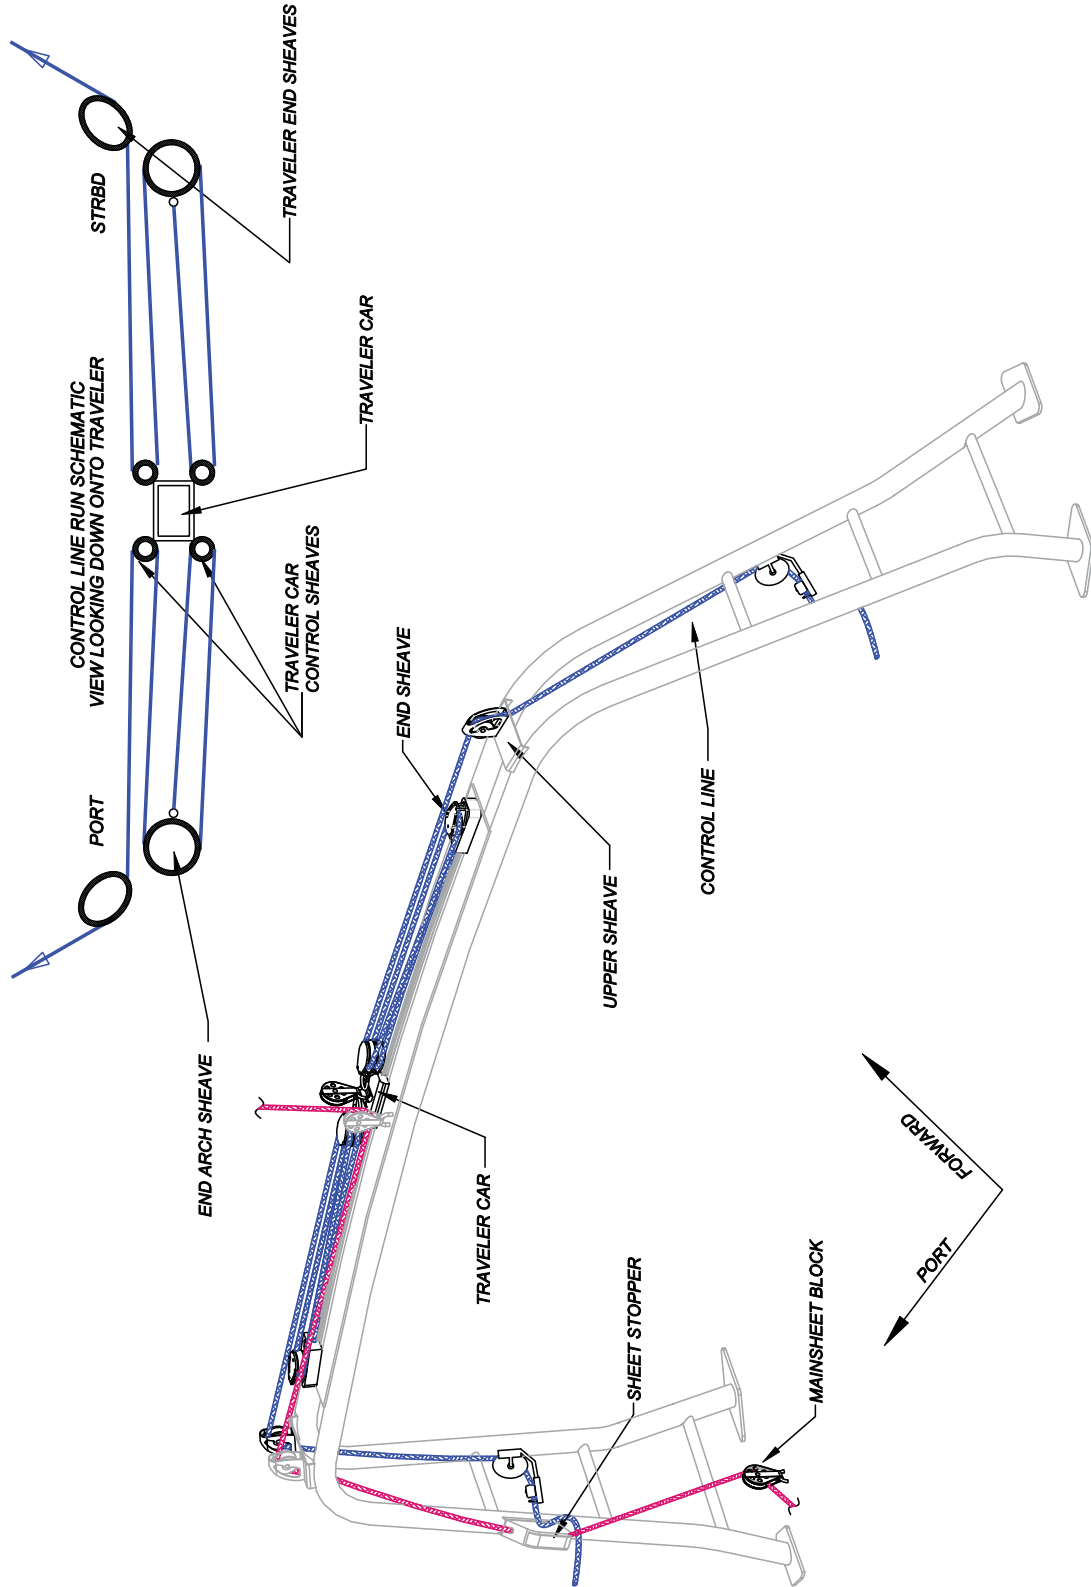 CONTROL LINE RUN SCHEMATIC
VIEW LOOKING DOWN ONTO TRAVELER
PORT
STRBD
TRAVELER END SHEAVES
TRAVELER CAR
TRAVELER CAR
CONTROL SHEAVES
END ARCH SHEAVE
END SHEAVE
UPPER SHEAVE
CONTROL LINE
TRAVELER CAR
SHEET STOPPER
MAINSHEET BLOCK
FORWARD
PORT